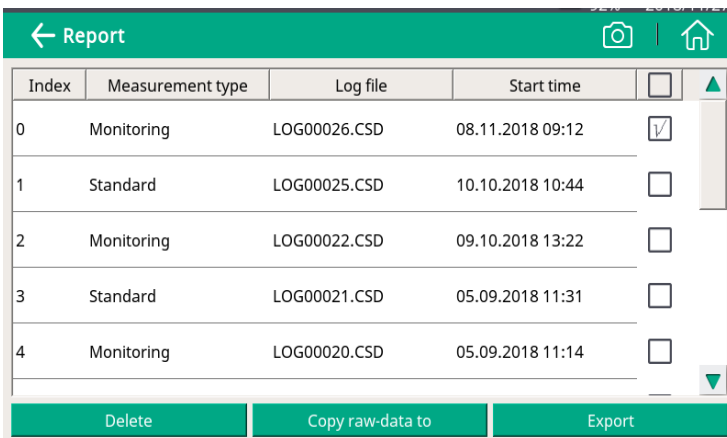 Report
Index Measurement type Log file Start time
0 Monitoring LOG00026.CSD 08.11.2018 09:12
1 Standard LOG00025.CSD 10.10.2018 10:44
2 Monitoring LOG00022.CSD 09.10.2018 13:22
3 Standard LOG00021.CSD 05.09.2018 11:31
4 Monitoring LOG00020.CSD 05.09.2018 11:14
Delete Copy raw-data to Export